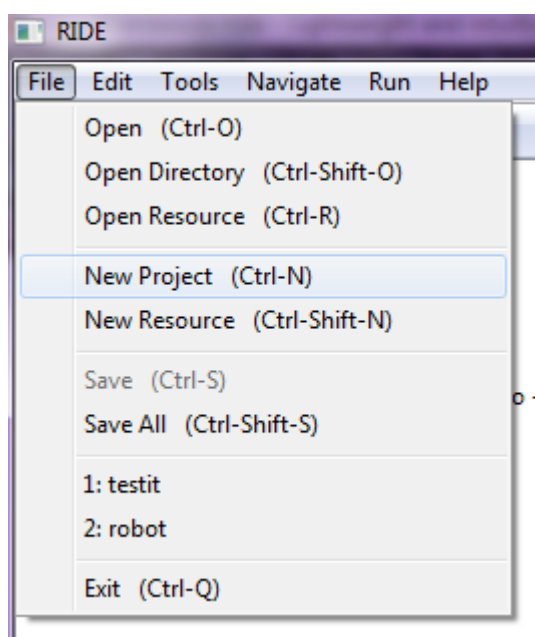 RIDE
File Edit Tools Navigate Run Help
Open (Ctrl-O)
Open Directory (Ctrl-Shift-O)
Open Resource (Ctrl-R)
New Project (Ctrl-N)
New Resource (Ctrl-Shift-N)
Save (Ctrl-S)
Save All (Ctrl-Shift-S)
1: testit
2: robot
Exit (Ctrl-Q)